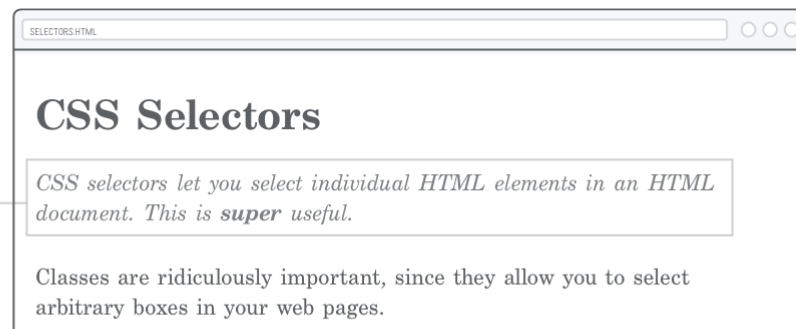 SELECTORS.HTML
CSS Selectors
CSS selectors let you select individual HTML elements in an HTML
document. This is super useful.
Classes are ridiculously important, since they allow you to select
arbitrary boxes in your web pages.